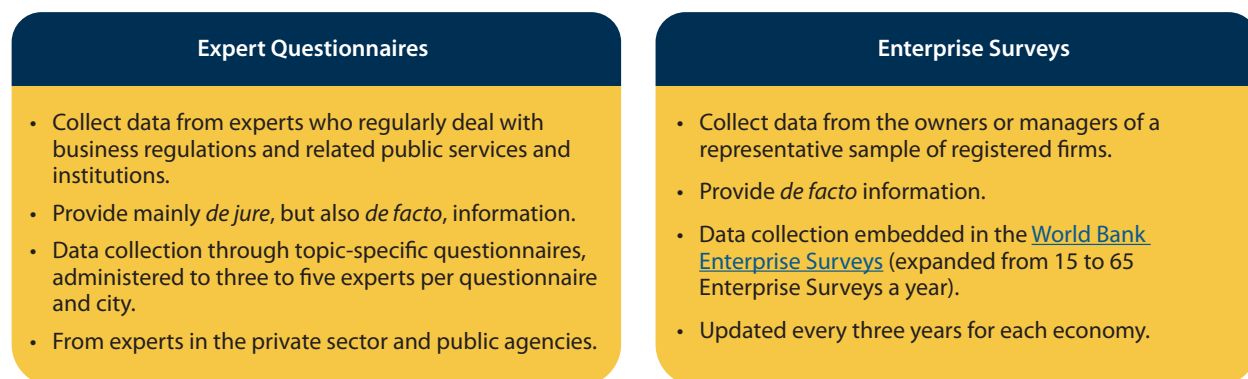 Expert Questionnaires
• Collect data from experts who regularly deal with
business regulations and related public services and
institutions.
• Provide mainly de jure, but also de facto, information.
• Data collection through topic-specific questionnaires,
administered to three to five experts per questionnaire
and city.
• From experts in the private sector and public agencies.
Enterprise Surveys
• Collect data from the owners or managers of a
representative sample of registered firms.
• Provide de facto information.
• Data collection embedded in the World Bank
Enterprise Surveys (expanded from 15 to 65
Enterprise Surveys a year).
• Updated every three years for each economy.